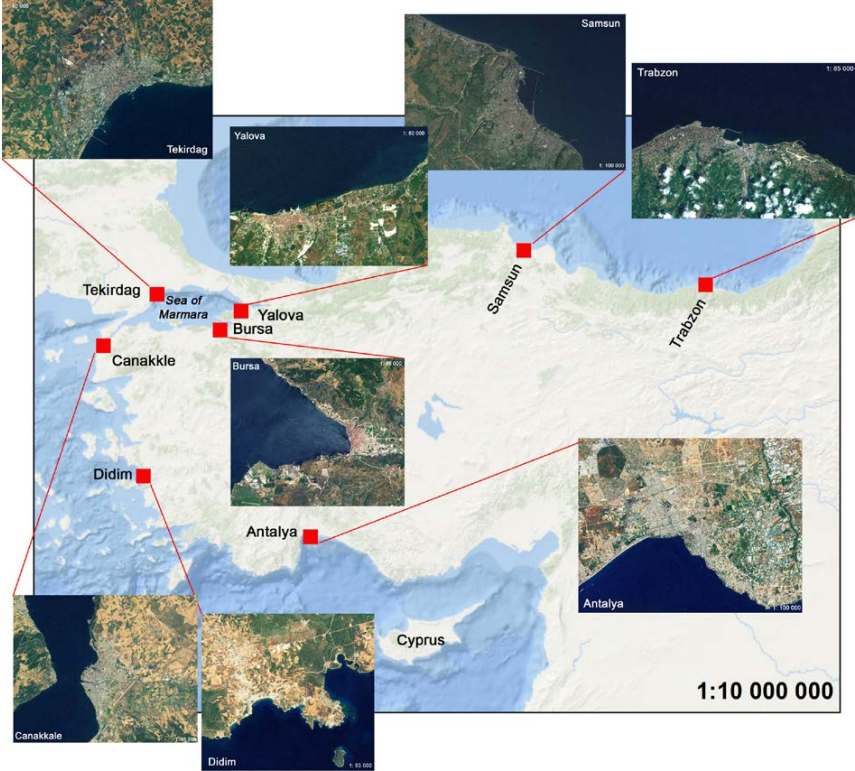 1: 80 000
Tekirdag
Samsun
1: 100 000
Trabzon
1: 85 000
Yalova
1: 80 000
Tekirdag
Sea of
Marmara
Yalova
Bursa
Canakkle
Samsun
Trabzon
Bursa
Didim
Antalya
Antalya
1: 100 000
Cyprus
Canakkale
Didim
1: 85 000
1:10 000 000